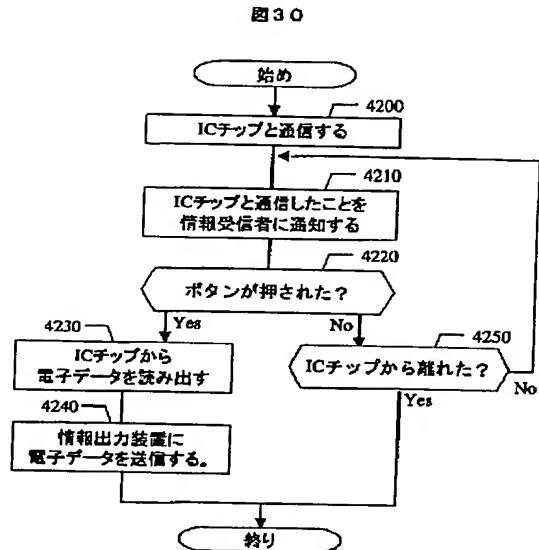 図30
始め
4200
ICチップと通信する
4210
ICチップと通信したことを
情報受信者に通知する
4220
ボタンが押された?
Yes
No
4230
ICチップから
電子データを読み出す
4250
ICチップから離れた?
No
Yes
4240
情報出力装置に
電子データを送信する。
終り